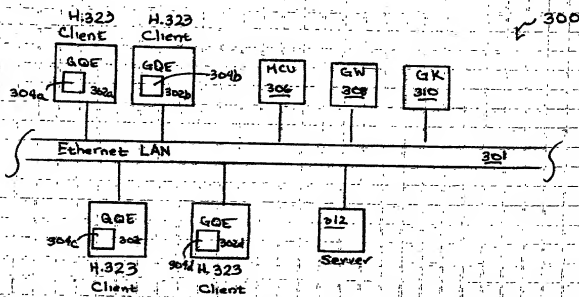 300
H.323
Client
H.323
Client
GQE
304a
302a
GQE
304b
302b
MCU
306
GW
308
GK
310
Ethernet LAN
301
GQE
304c
302
GQE
304d
302d
312
Server
H.323
Client
H.323
Client